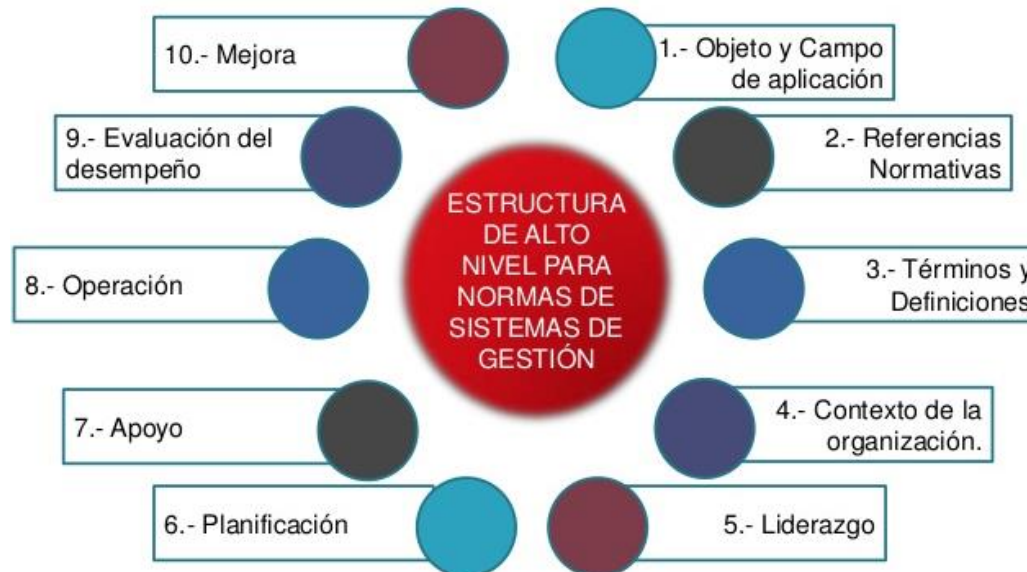 ESTRUCTURA
DE ALTO
NIVEL PARA
NORMAS DE
SISTEMAS DE
GESTIÓN
1.- Objeto y Campo
de aplicación
2.- Referencias
Normativas
3.- Términos y
Definiciones
4.- Contexto de la
organización.
5.- Liderazgo
6.- Planificación
7.- Apoyo
8.- Operación
9.- Evaluación del
desempeño
10.- Mejora